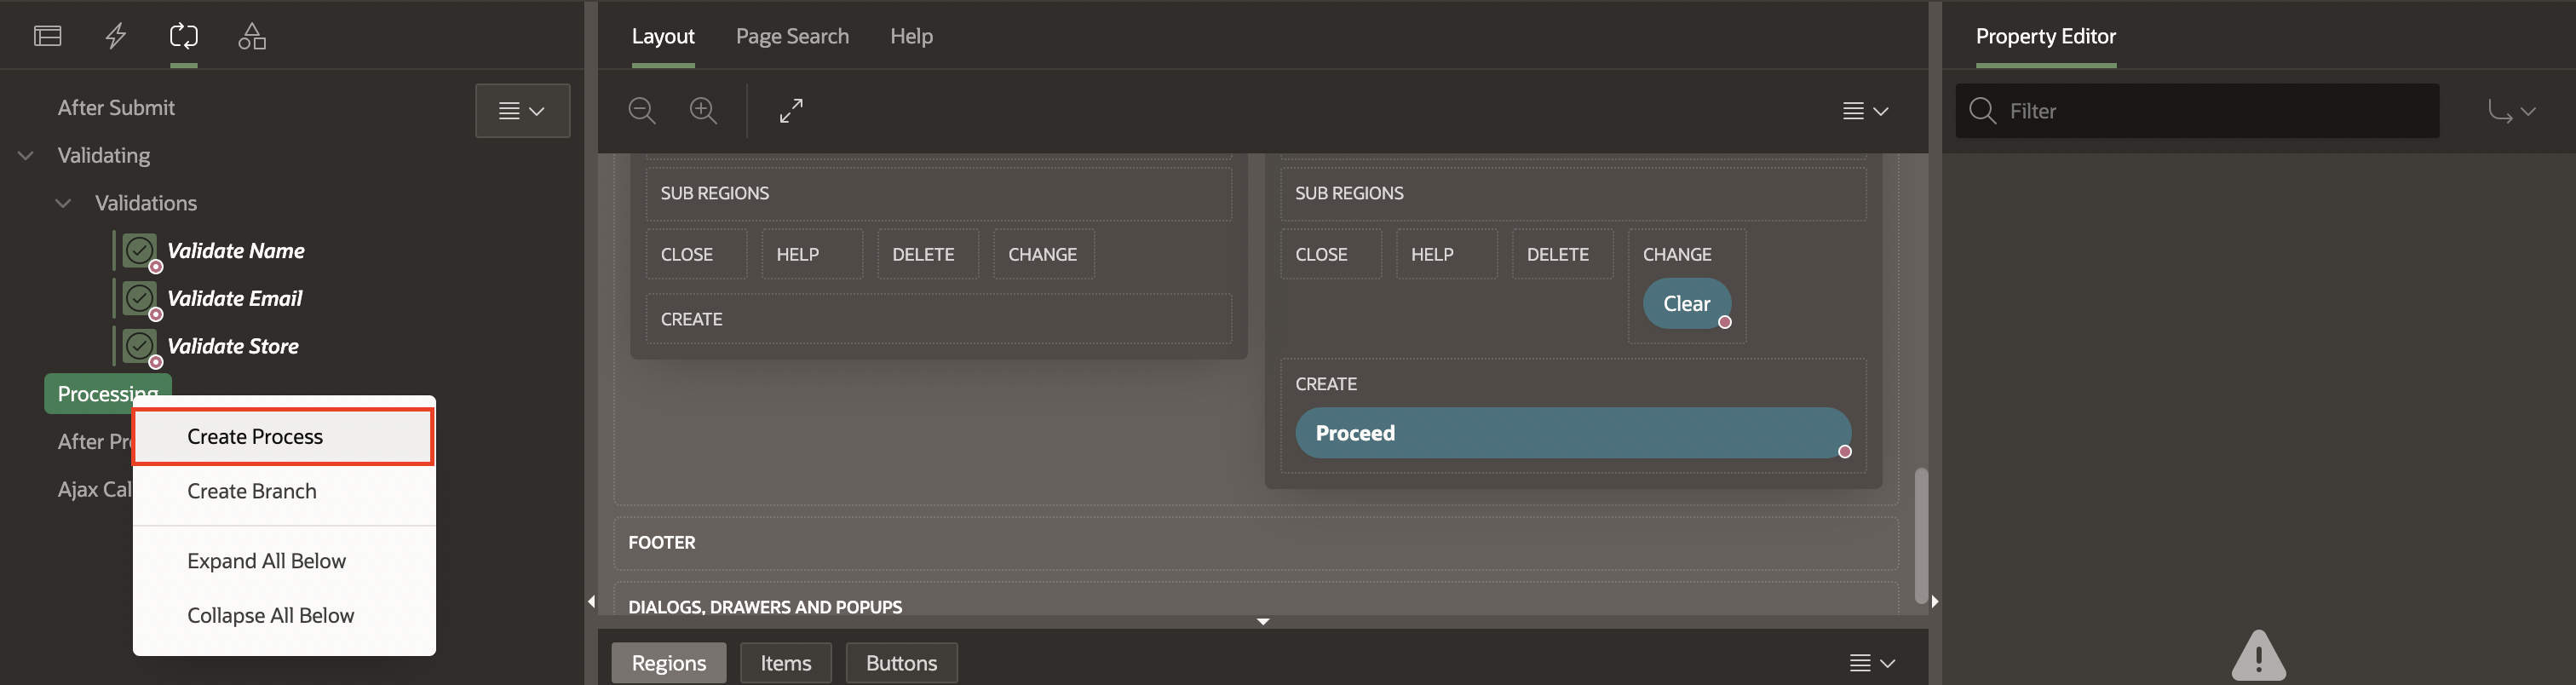 Layout
Page Search
Help
Property Editor
Filter
After Submit
Validating
Validations
Validate Name
Validate Email
Validate Store
Processing
After Pr
Ajax Cal
Create Process
Create Branch
Expand All Below
Collapse All Below
SUB REGIONS
CLOSE
HELP
DELETE
CHANGE
CREATE
SUB REGIONS
CLOSE
HELP
DELETE
CHANGE
Clear
CREATE
Proceed
FOOTER
DIALOGS, DRAWERS AND POPUPS
Regions
Items
Buttons